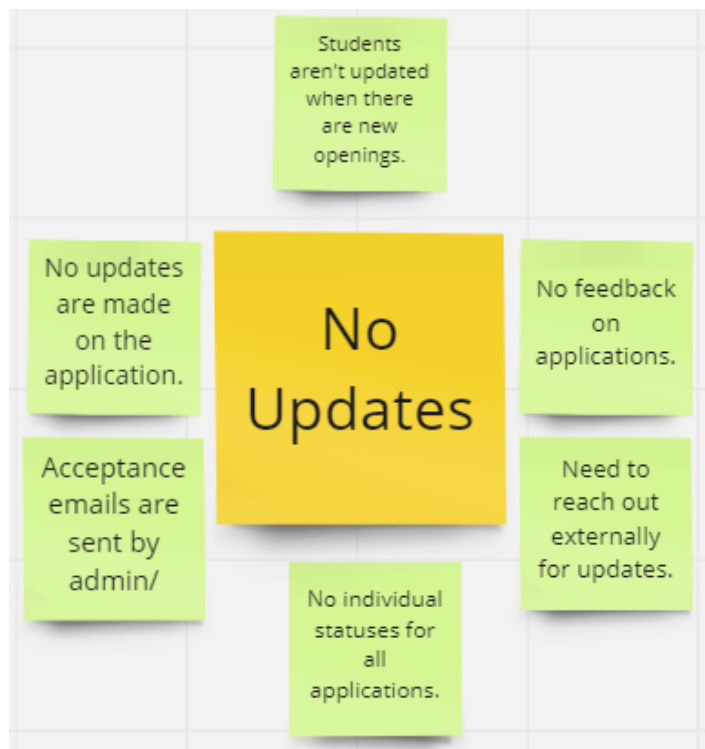 Students
aren't updated
when there
are new
openings.
No updates
are made
on the
application.
No
Updates
No feedback
on
applications.
Acceptance
emails are
sent by
admin/
Need to
reach out
externally
for updates.
No individual
statuses for
all
applications.